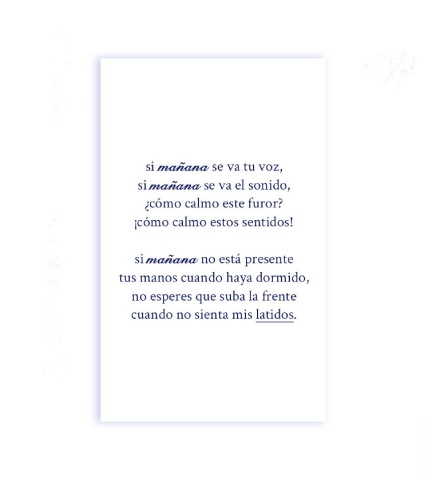 si mañana se va tu voz,
si mañana se va el sonido,
¿cómo calmo este furor?
¡cómo calmo estos sentidos!
si mañana no está presente
tus manos cuando haya dormido,
no esperes que suba la frente
cuando no sienta mis latidos.